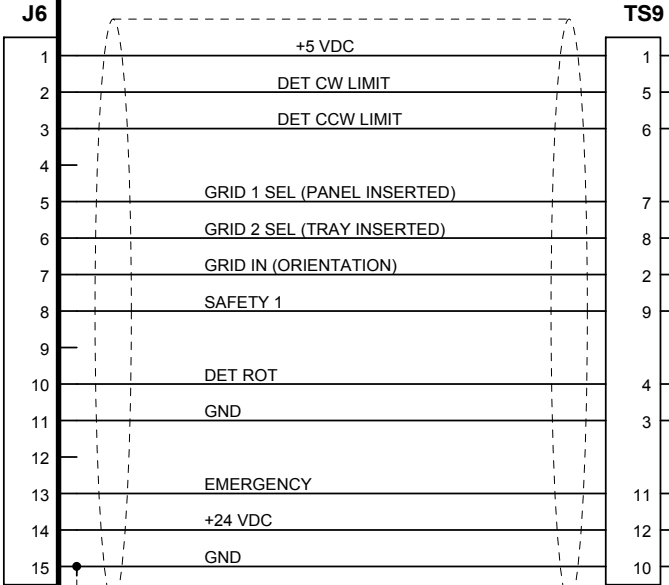 J6 TS9
1 +5 VDC 1
2 DET CW LIMIT 5
3 DET CCW LIMIT 6
4
5 GRID 1 SEL (PANEL INSERTED) 7
6 GRID 2 SEL (TRAY INSERTED) 8
7 GRID IN (ORIENTATION) 2
8 SAFETY 1 9
9
10 DET ROT 4
11 GND 3
12
13 EMERGENCY 11
14 +24 VDC 12
15 GND 10